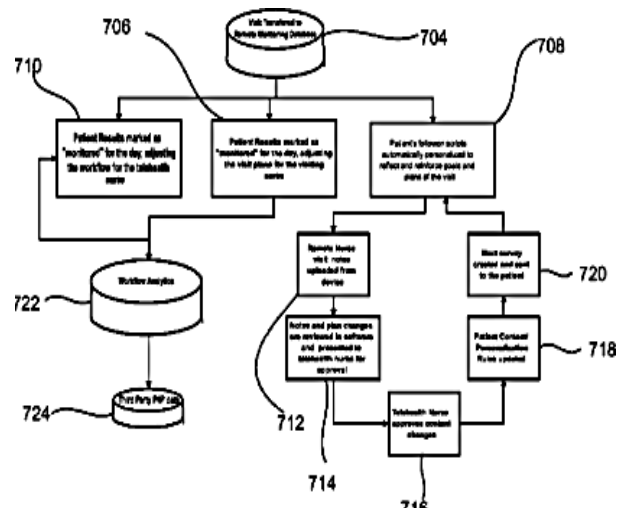 Visit Transferred to
Remote Monitoring Database
704
706
708
710
Patient Results marked as
"monitored" for the day, adjusting
the workflow for the telehealth
nurse
Patient Results marked as
"monitored" for the day, adjusting
the visit plans for the visiting
nurse
Patient's followon scripts
automatically personalized to
reflect and reinforce goals and
plans of the visit
Remote Nurse
visit notes
uploaded from
device
712
Notes and plan changes
are reviewed in software
and presented to
telehealth nurse for
approval
714
Telehealth Nurse
approves content
changes
716
Patient Content
Personalization
Rules updated
718
Next survey
created and sent
to the patient
720
Workflow Analytics
722
Third Party
724